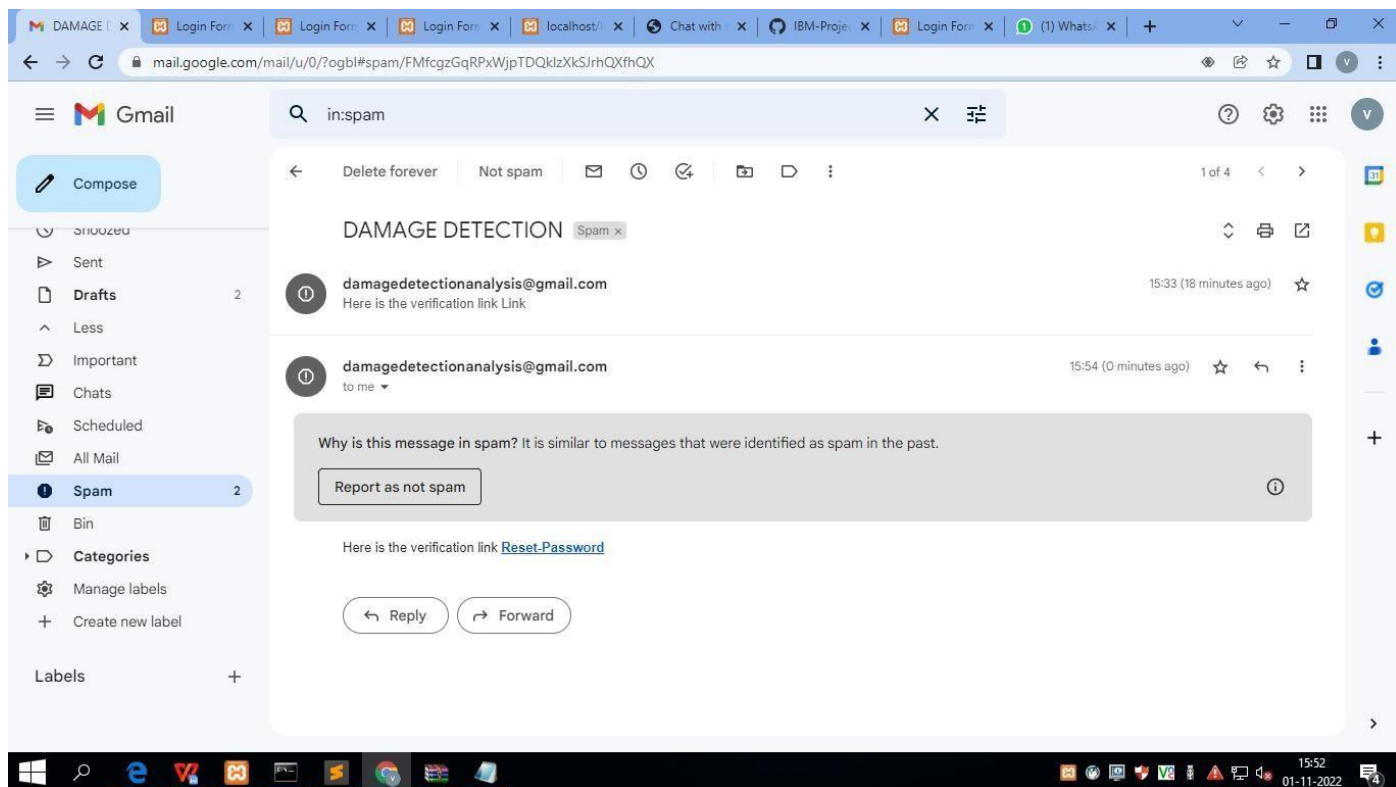 DAMAGE D
Login Form
Login Form
Login Form
localhost/
Chat with
IBM-Projec
Login Form
(1) WhatsA
mail.google.com/mail/u/0/?ogbl#spam/FMfcgzGqRPxWjpTDQklzXkSJrhQXfhQX
V
Gmail
in:spam
V
Compose
Delete forever
Not spam
1 of 4
31
Snoozed
DAMAGE DETECTION
Spam ×
Sent
damagedetectionanalysis@gmail.com
15:33 (18 minutes ago)
Drafts 2
Here is the verification link Link
Less
Important
damagedetectionanalysis@gmail.com
15:54 (0 minutes ago)
to me
Chats
Scheduled
Why is this message in spam? It is similar to messages that were identified as spam in the past.
All Mail
Report as not spam
Spam 2
Bin
Here is the verification link Reset-Password
Categories
Manage labels
Reply
Forward
Create new label
Labels
15:52
01-11-2022
4